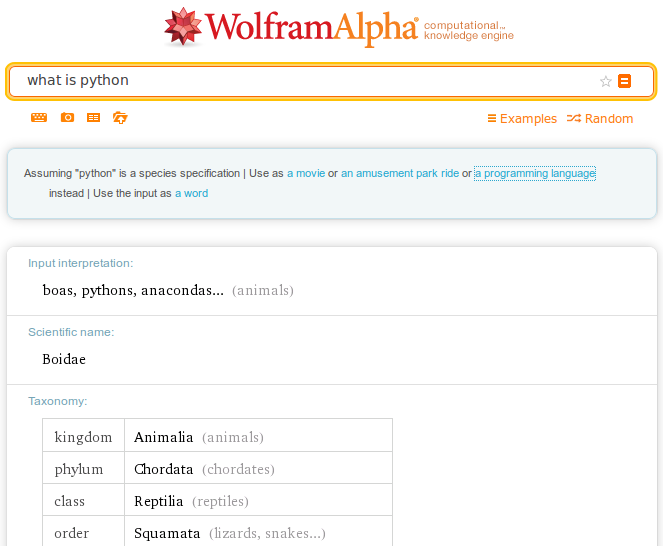 WolframAlpha® computational...
knowledge engine
what is python
Examples Random
Assuming "python" is a species specification | Use as a movie or an amusement park ride or a programming language
instead | Use the input as a word
Input interpretation:
boas, pythons, anacondas... (animals)
Scientific name:
Boidae
Taxonomy:
kingdom Animalia (animals)
phylum Chordata (chordates)
class Reptilia (reptiles)
order Squamata (lizards, snakes...)